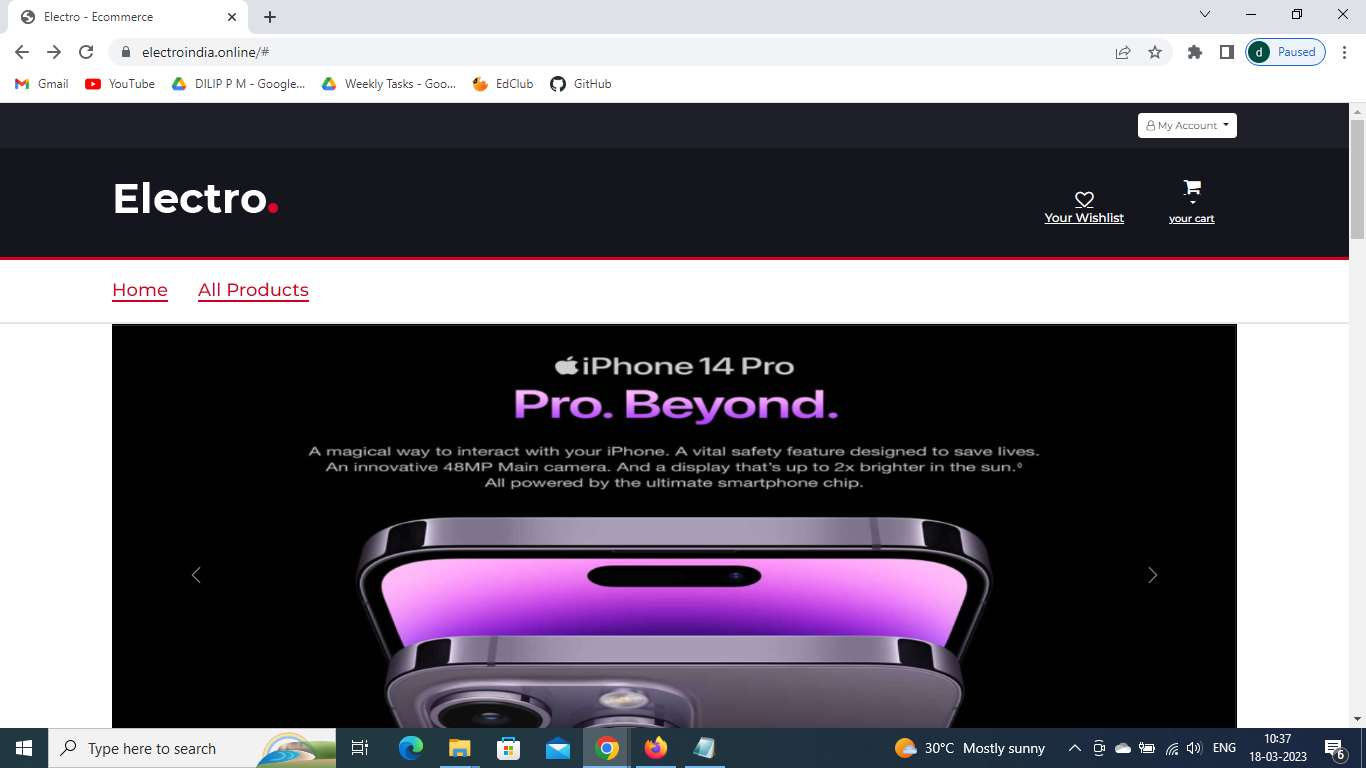 Electro - Ecommerce
electroindia.online/#
d Paused
Gmail YouTube DILIP P M - Google... Weekly Tasks - Goo... EdClub GitHub
My Account
Electro.
Your Wishlist
your cart
Home All Products
iPhone 14 Pro
Pro. Beyond.
A magical way to interact with your iPhone. A vital safety feature designed to save lives.
An innovative 48MP Main camera. And a display that's up to 2x brighter in the sun.◊
All powered by the ultimate smartphone chip.
Type here to search
30°C Mostly sunny
ENG
10:37
18-03-2023
6